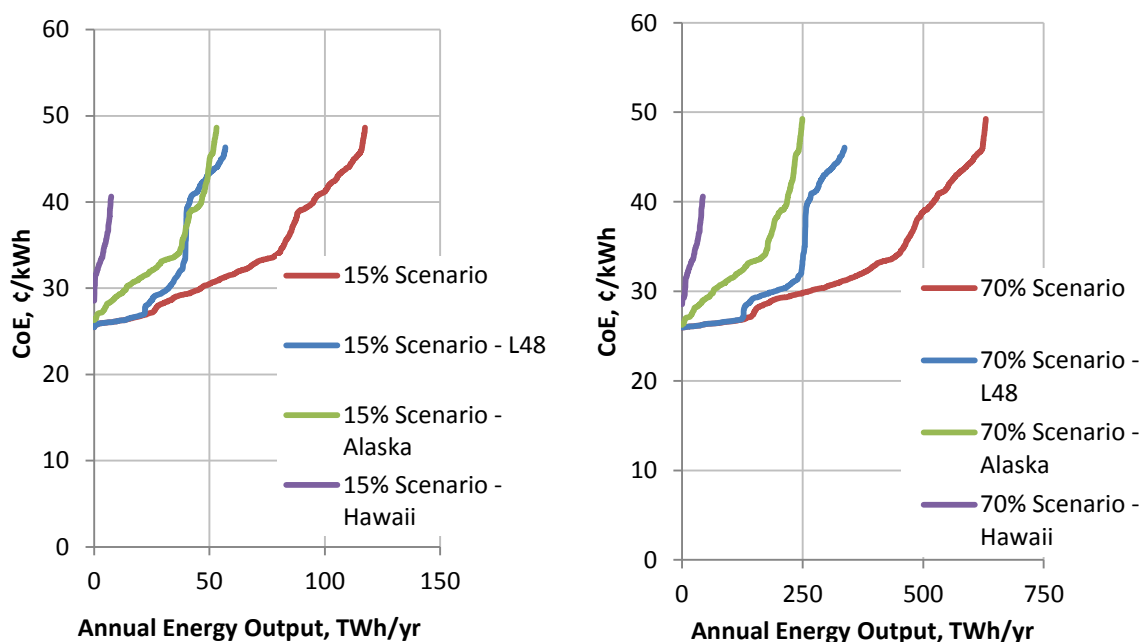 60
50
40
30
20
10
0
CoE, ¢/kWh
0 50 100 150
Annual Energy Output, TWh/yr
15% Scenario
15% Scenario - L48
15% Scenario -
Alaska
15% Scenario -
Hawaii
60
50
40
30
20
10
0
CoE, ¢/kWh
0 250 500 750
Annual Energy Output, TWh/yr
70% Scenario
70% Scenario -
L48
70% Scenario -
Alaska
70% Scenario -
Hawaii